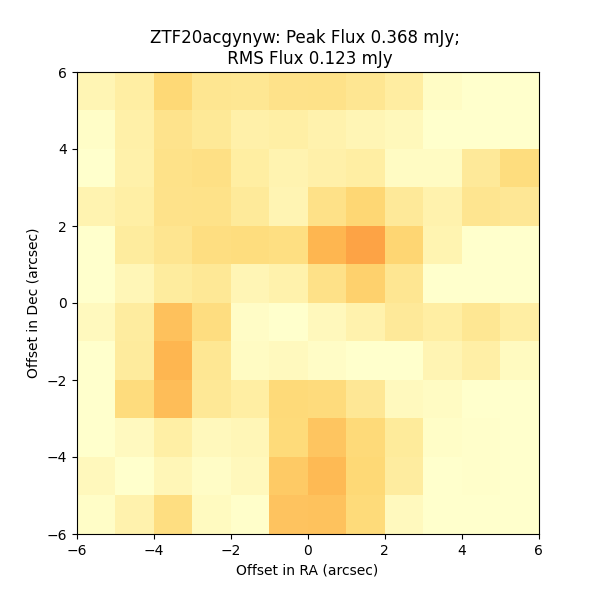 ZTF20acgynyw: Peak Flux 0.368 mJy;
RMS Flux 0.123 mJy
6
4
2
0
−2
−4
−6
Offset in Dec (arcsec)
−6 −4 −2 0 2 4 6
Offset in RA (arcsec)